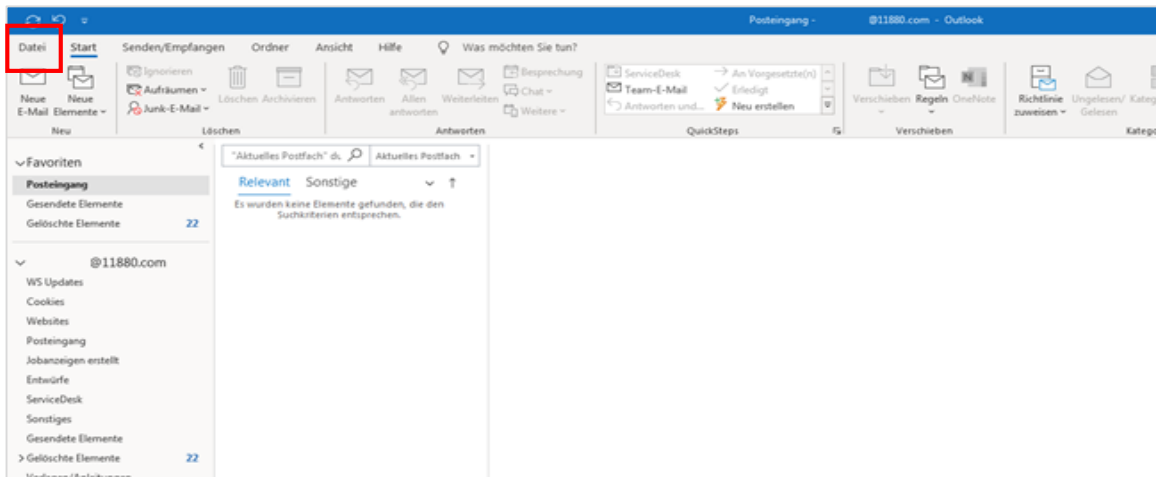 Posteingang - @11880.com - Outlook
Datei Start Senden/Empfangen Ordner Ansicht Hilfe Was möchten Sie tun?
Neue E-Mail
Neue Elemente
Neu
Ignorieren
Aufräumen
Junk-E-Mail
Löschen Archivieren
Löschen
Antworten
Allen antworten
Weiterleiten
Besprechung
Chat
Weitere
Antworten
ServiceDesk
Team-E-Mail
Antworten und...
An Vorgesetzte(n)
Erledigt
Neu erstellen
QuickSteps
Verschieben Regeln OneNote
Verschieben
Richtlinie zuweisen
Ungelesen/ Gelesen
Kateg
Katego
Favoriten
Posteingang
Gesendete Elemente
Gelöschte Elemente 22
@11880.com
WS Updates
Cookies
Websites
Posteingang
Jobanzeigen erstellt
Entwürfe
ServiceDesk
Sonstiges
Gesendete Elemente
Gelöschte Elemente 22
"Aktuelles Postfach" du Aktuelles Postfach
Relevant Sonstige
Es wurden keine Elemente gefunden, die den
Suchkriterien entsprechen.